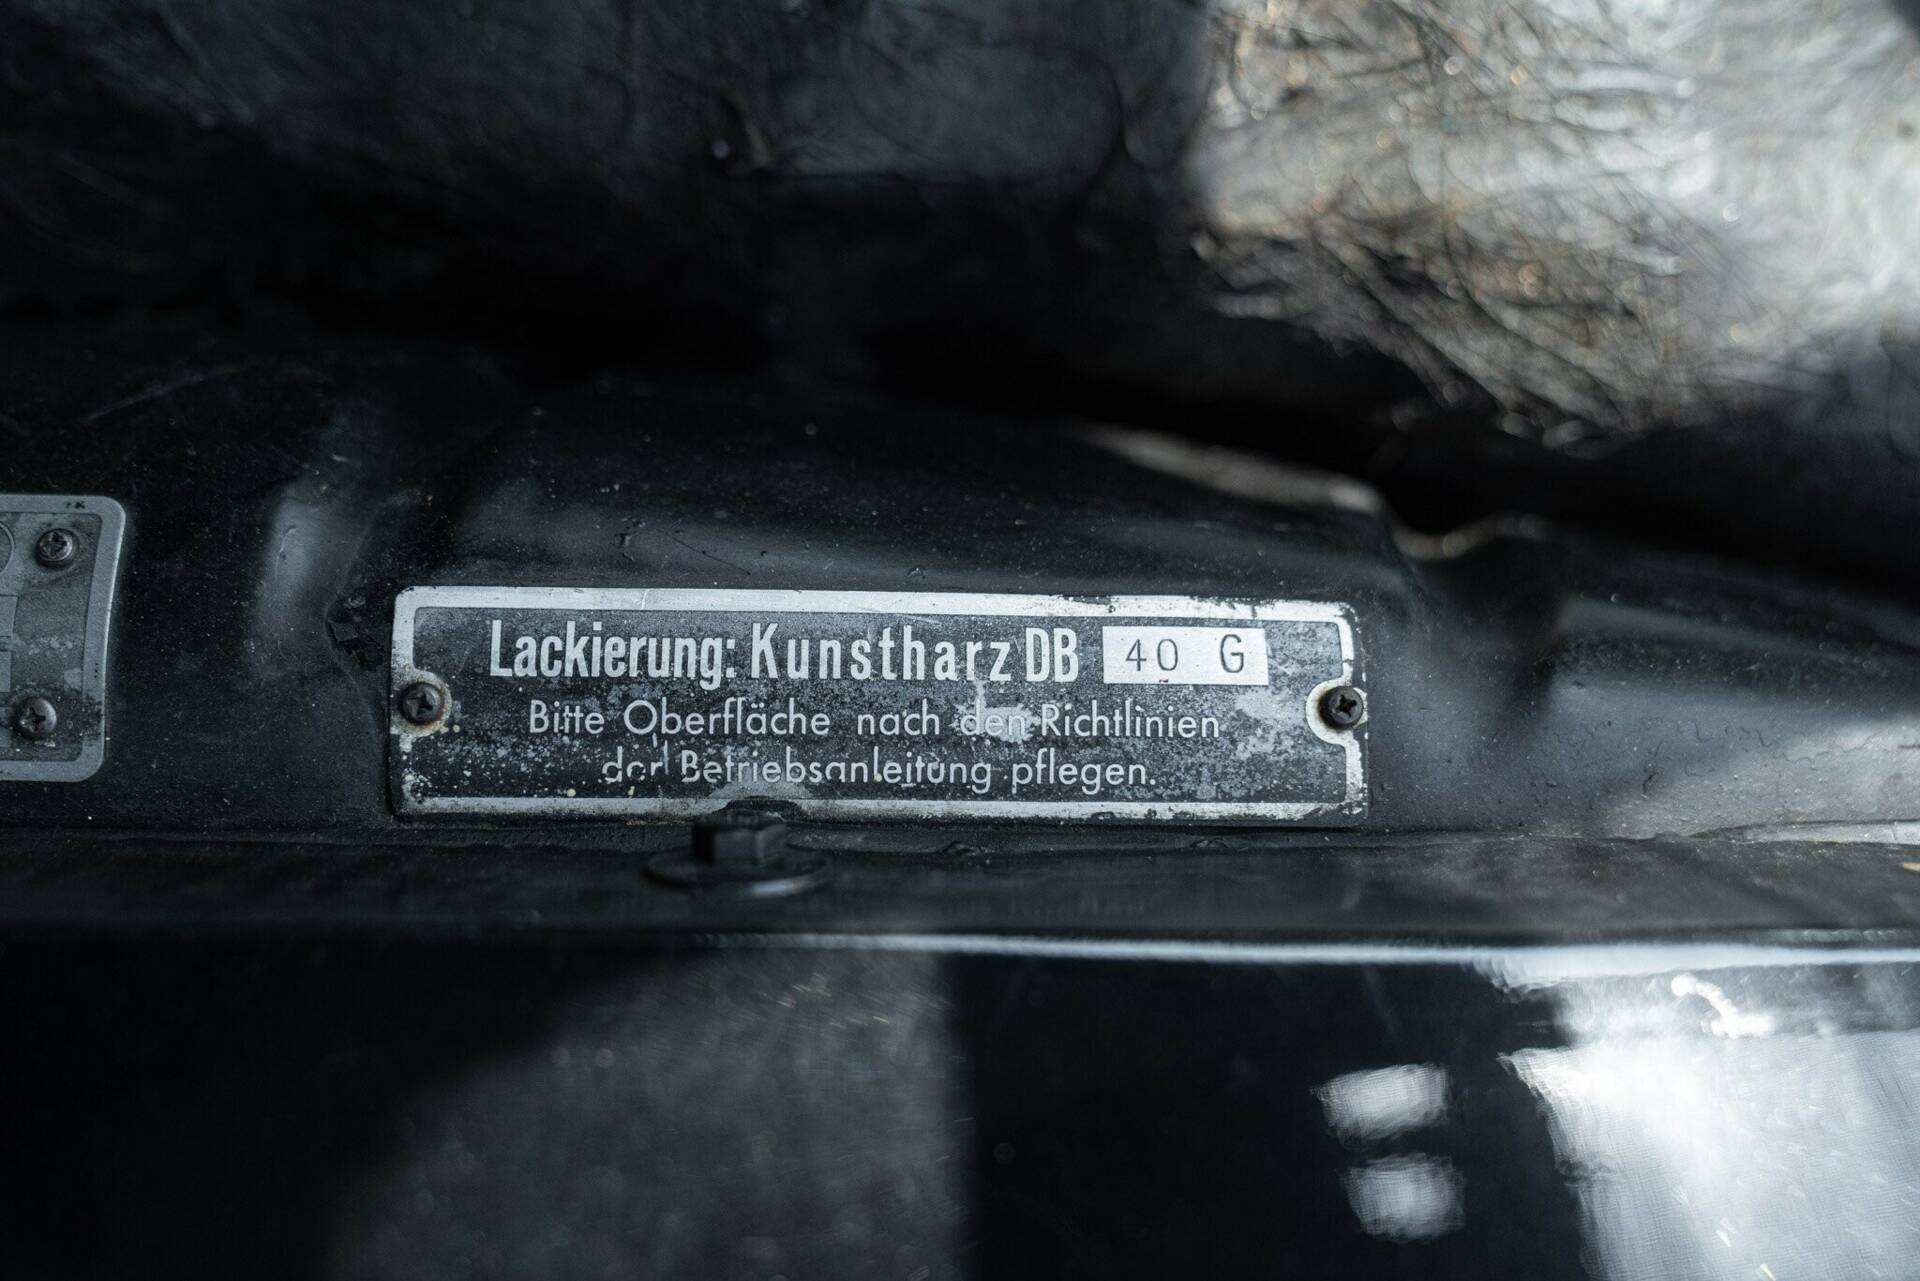 Lackierung: Kunstharz DB 40 G
Bitte Oberfläche nach den Richtlinien
der Betriebsanleitung pflegen.